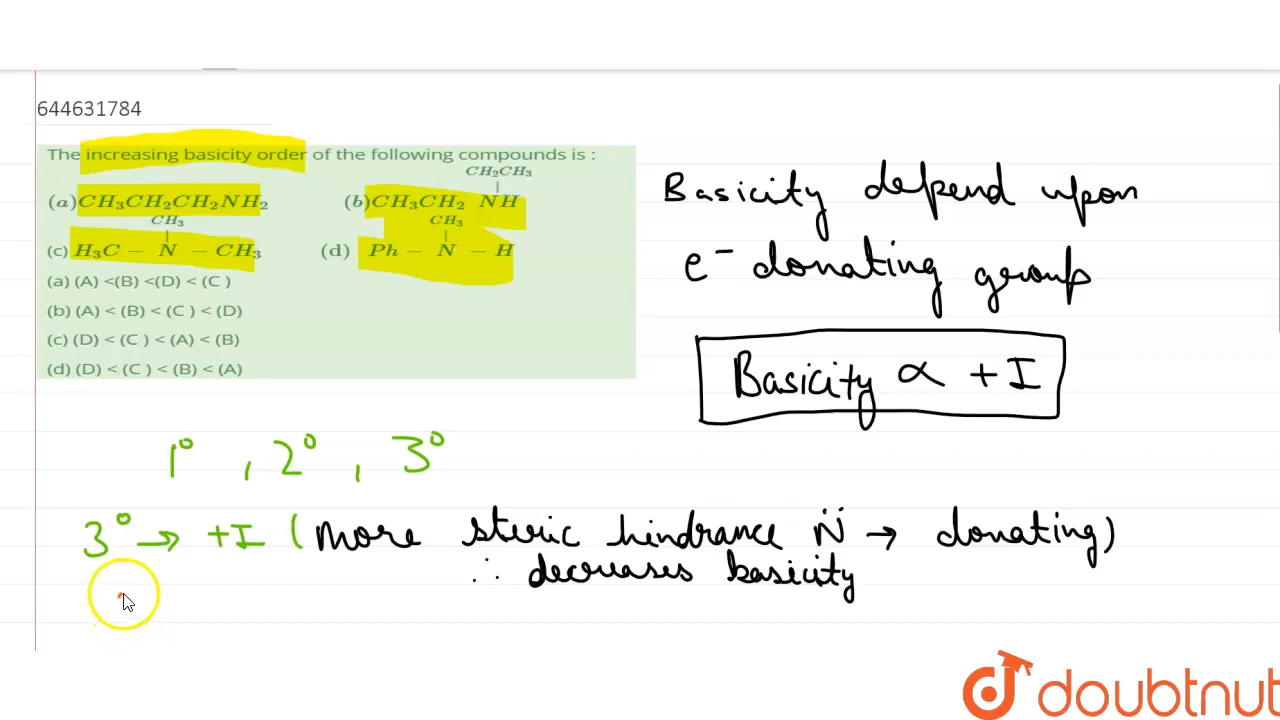 644631784
The increasing basicity order of the following compounds is :
CH₂CH₃
|
(a)CH₃CH₂CH₂NH₂ (b)CH₃CH₂ NH
CH₃ CH₃
| |
(c) H₃C − N − CH₃ (d) Ph − N − H
(a) (A) <(B) <(D) < (C )
(b) (A) < (B) < (C ) < (D)
(c) (D) < (C ) < (A) < (B)
(d) (D) < (C ) < (B) < (A)
Basicity depend upon
e⁻ donating group
Basicity ∝ +I
1° , 2° , 3°
3° → +I (More steric hindrance N̈ → donating)
∴ decreases basicity
doubtnut